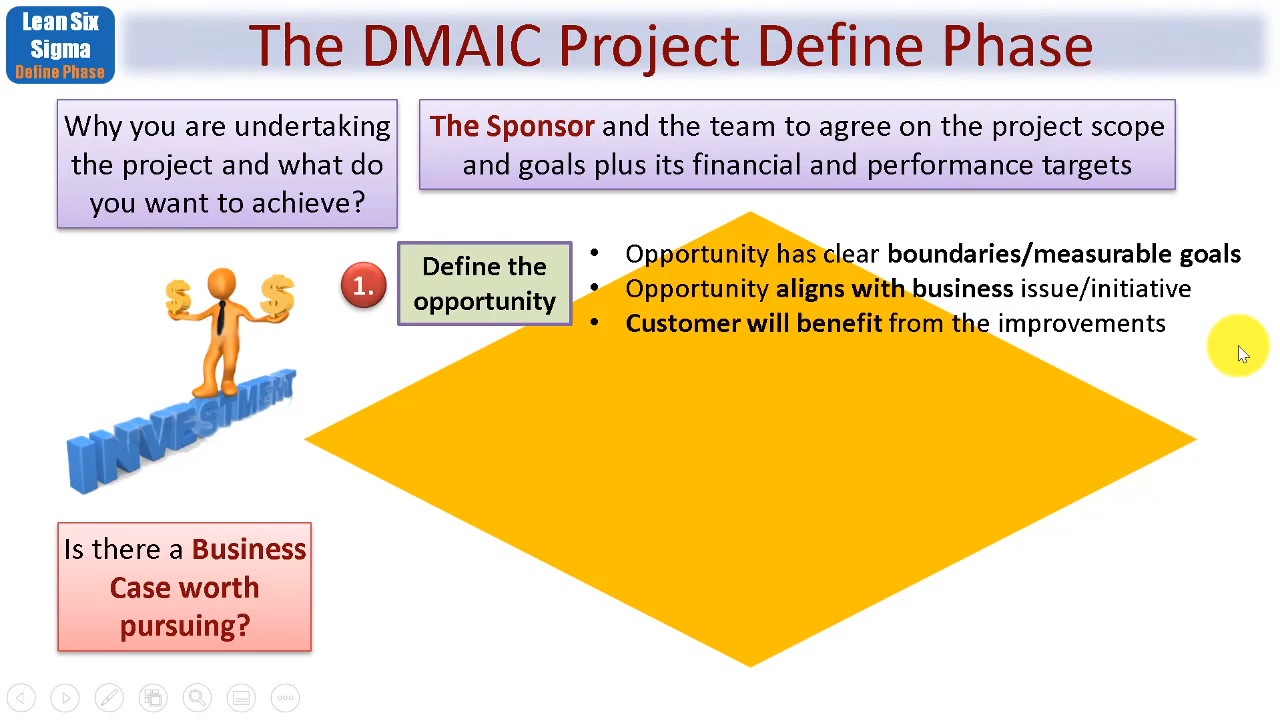 Lean Six
Sigma
Define Phase
The DMAIC Project Define Phase
Why you are undertaking
the project and what do
you want to achieve?
The Sponsor and the team to agree on the project scope
and goals plus its financial and performance targets
1.
Define the
opportunity
• Opportunity has clear boundaries/measurable goals
• Opportunity aligns with business issue/initiative
• Customer will benefit from the improvements
$ $
INVESTMENT
Is there a Business
Case worth
pursuing?